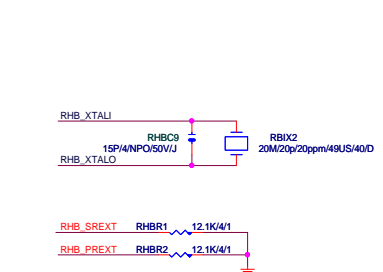 RHB_XTALI
RHBC9 RBIX2
15P/4/NPO/50V/J 20M/20p/20ppm/49US/40/D
RHB_XTALO
RHB_SREXT RHBR1 12.1K/4/1
RHB_PREXT RHBR2 12.1K/4/1